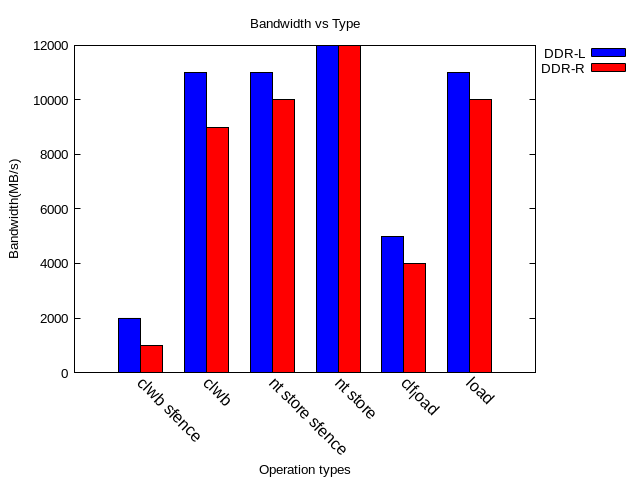 Bandwidth vs Type
DDR-L
DDR-R
12000
10000
8000
6000
4000
2000
0
Bandwidth(MB/s)
clwb sfence
clwb
nt store sfence
nt store
clfjoad
load
Operation types